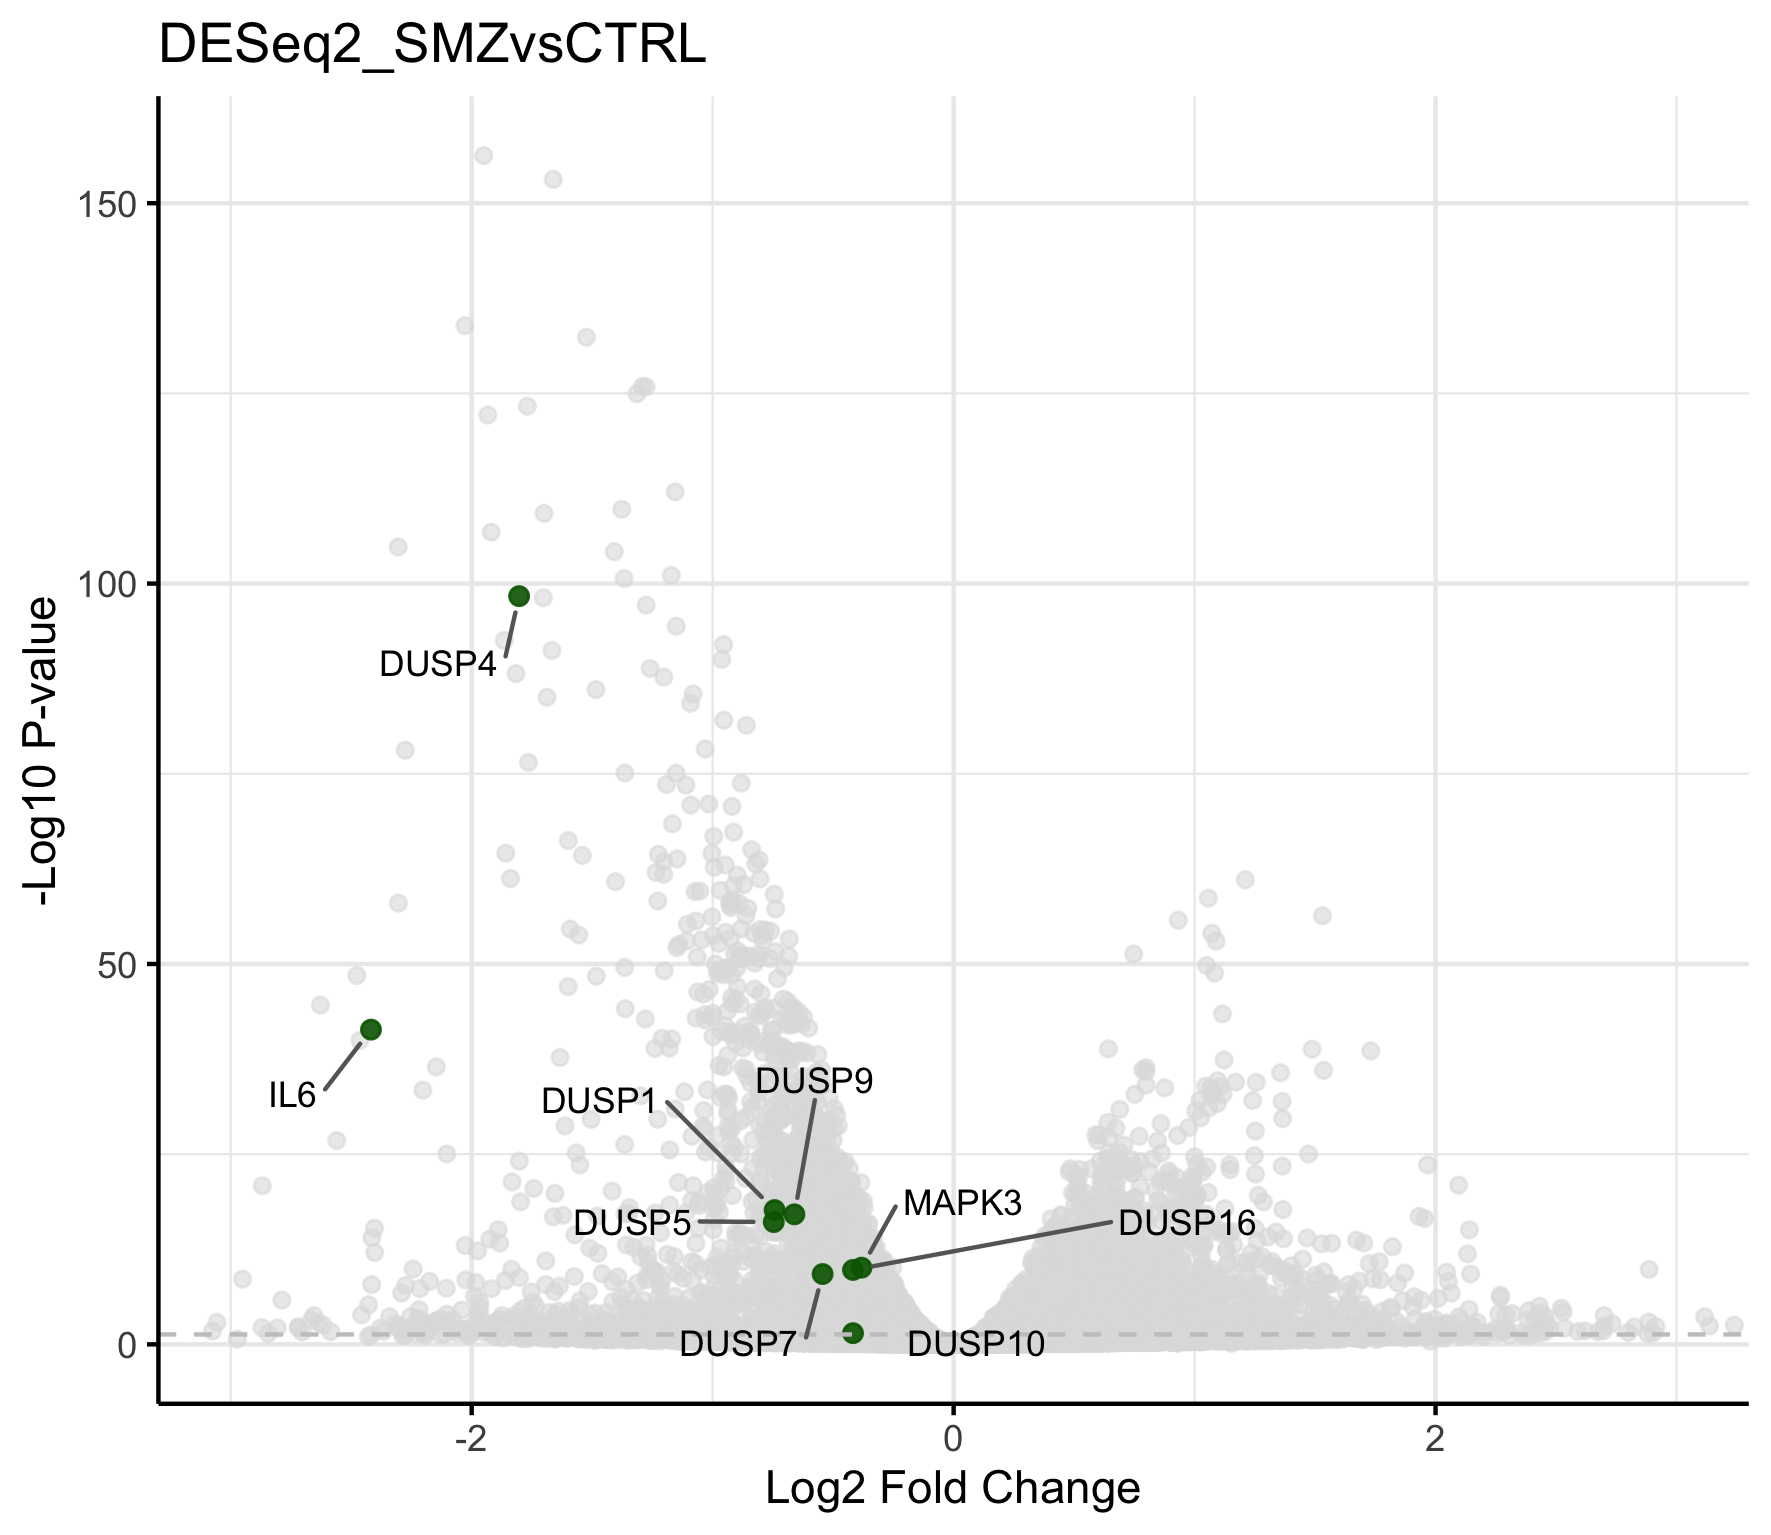 DESeq2_SMZvsCTRL
150
100
50
0
-Log10 P-value
DUSP4
IL6
DUSP1
DUSP9
DUSP5
MAPK3
DUSP16
DUSP7
DUSP10
-2
0
2
Log2 Fold Change